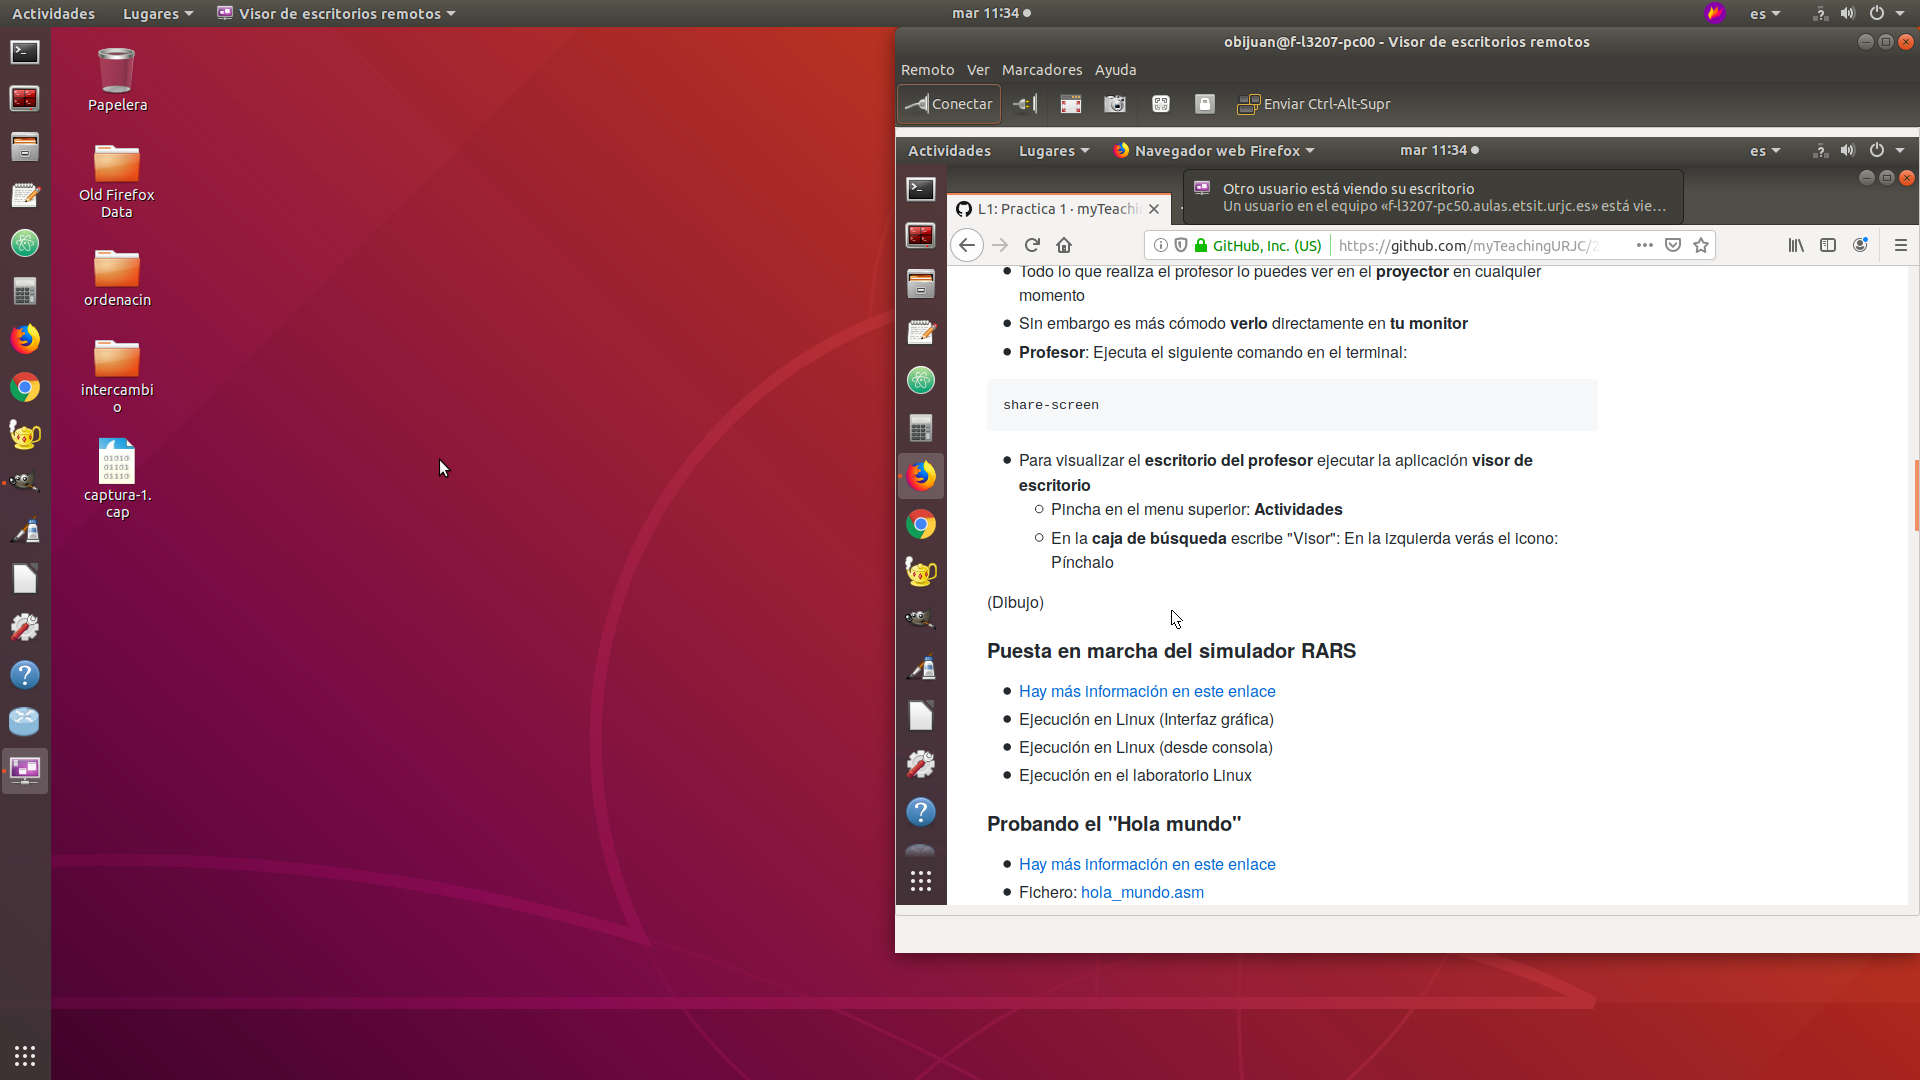 Actividades Lugares Visor de escritorios remotos mar 11:34 es
Papelera
Old Firefox
Data
ordenacin
intercambi
o
captura-1.
cap
obijuan@f-l3207-pc00 - Visor de escritorios remotos
Remoto Ver Marcadores Ayuda
Conectar Enviar Ctrl-Alt-Supr
Actividades Lugares Navegador web Firefox mar 11:34 es
Otro usuario está viendo su escritorio
Un usuario en el equipo «f-l3207-pc50.aulas.etsit.urjc.es» está vie...
L1: Practica 1 · myTeachin
GitHub, Inc. (US) https://github.com/myTeachingURJC/2
Todo lo que realiza el profesor lo puedes ver en el proyector en cualquier
momento
Sin embargo es más cómodo verlo directamente en tu monitor
Profesor: Ejecuta el siguiente comando en el terminal:
share-screen
Para visualizar el escritorio del profesor ejecutar la aplicación visor de
escritorio
Pincha en el menu superior: Actividades
En la caja de búsqueda escribe "Visor": En la izquierda verás el icono:
Pínchalo
(Dibujo)
Puesta en marcha del simulador RARS
Hay más información en este enlace
Ejecución en Linux (Interfaz gráfica)
Ejecución en Linux (desde consola)
Ejecución en el laboratorio Linux
Probando el "Hola mundo"
Hay más información en este enlace
Fichero: hola_mundo.asm